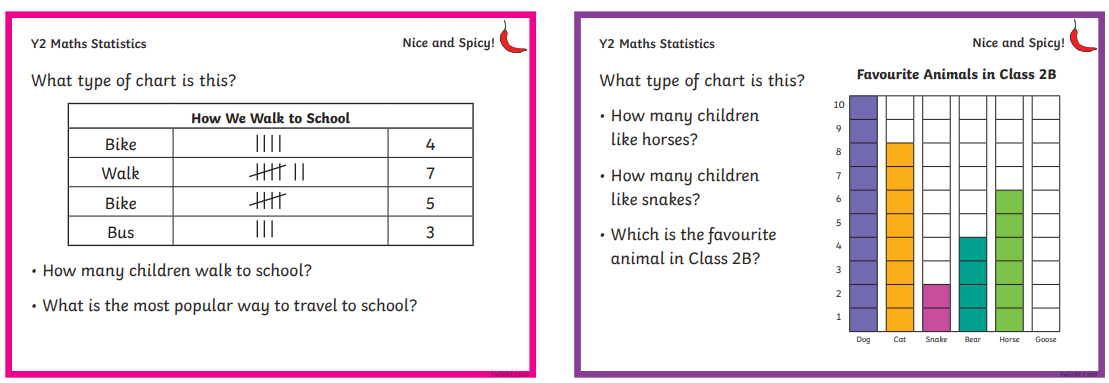 Y2 Maths Statistics
Nice and Spicy!
What type of chart is this?
How We Walk to School
Bike 4
Walk 7
Bike 5
Bus 3
• How many children walk to school?
• What is the most popular way to travel to school?
Y2 Maths Statistics
Nice and Spicy!
What type of chart is this?
• How many children
like horses?
• How many children
like snakes?
• Which is the favourite
animal in Class 2B?
Favourite Animals in Class 2B
10
9
8
7
6
5
4
3
2
1
Dog Cat Snake Bear Horse Goose